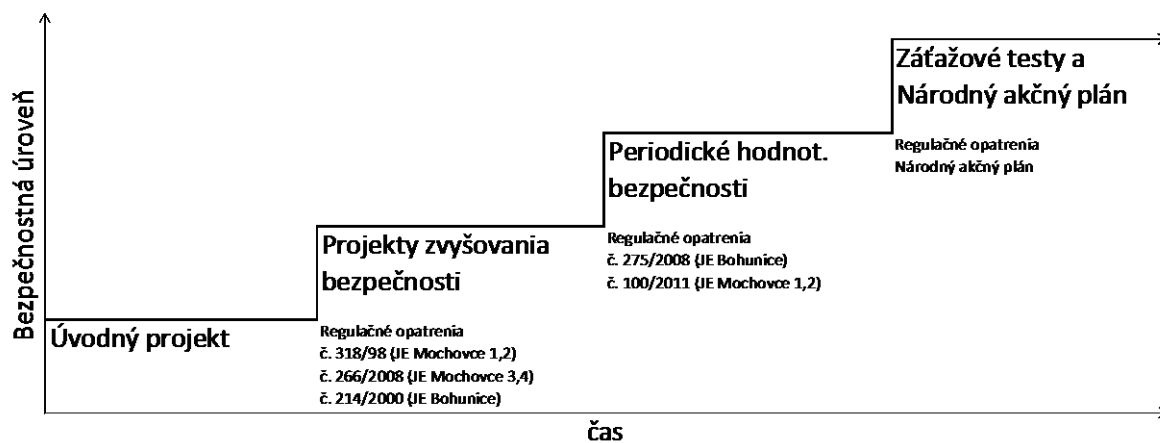 Bezpečnostná úroveň
Úvodný projekt
Projekty zvyšovania
bezpečnosti
Regulačné opatrenia
č. 318/98 (JE Mochovce 1,2)
č. 266/2008 (JE Mochovce 3,4)
č. 214/2000 (JE Bohunice)
Periodické hodnot.
bezpečnosti
Regulačné opatrenia
č. 275/2008 (JE Bohunice)
č. 100/2011 (JE Mochovce 1,2)
Záťažové testy a
Národný akčný plán
Regulačné opatrenia
Národný akčný plán
čas